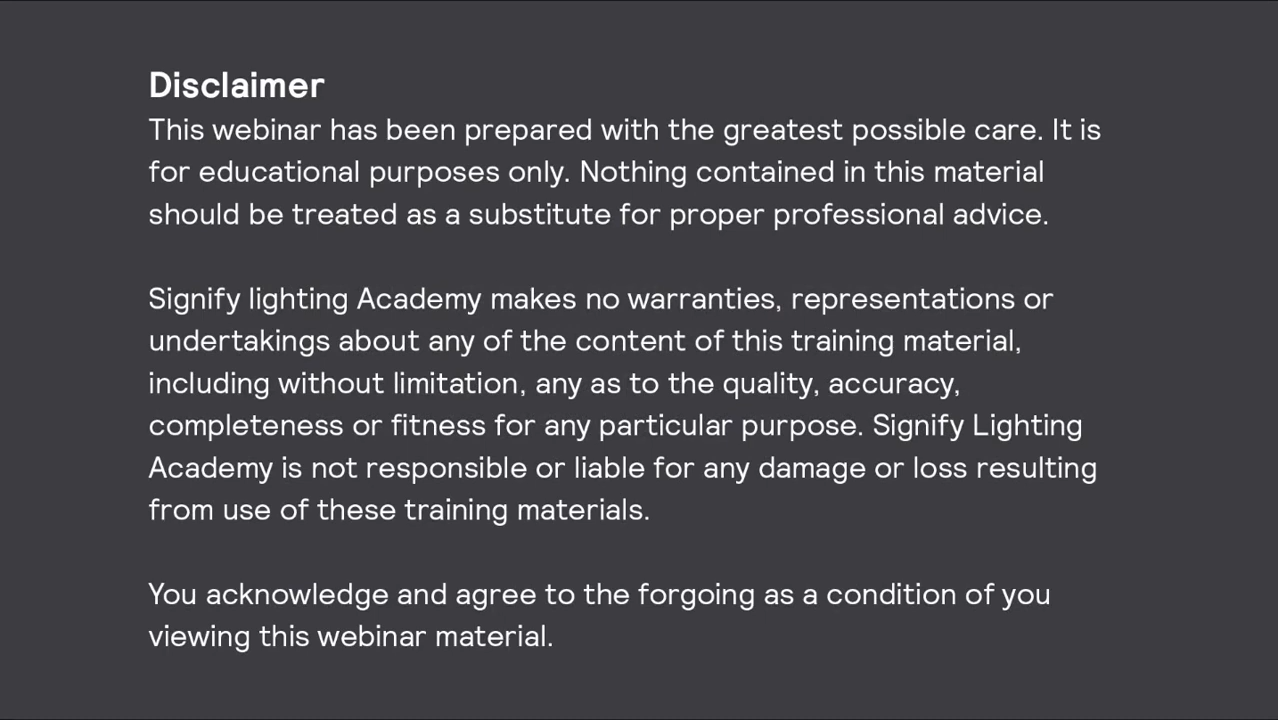 Disclaimer
This webinar has been prepared with the greatest possible care. It is
for educational purposes only. Nothing contained in this material
should be treated as a substitute for proper professional advice.
Signify lighting Academy makes no warranties, representations or
undertakings about any of the content of this training material,
including without limitation, any as to the quality, accuracy,
completeness or fitness for any particular purpose. Signify Lighting
Academy is not responsible or liable for any damage or loss resulting
from use of these training materials.
You acknowledge and agree to the forgoing as a condition of you
viewing this webinar material.